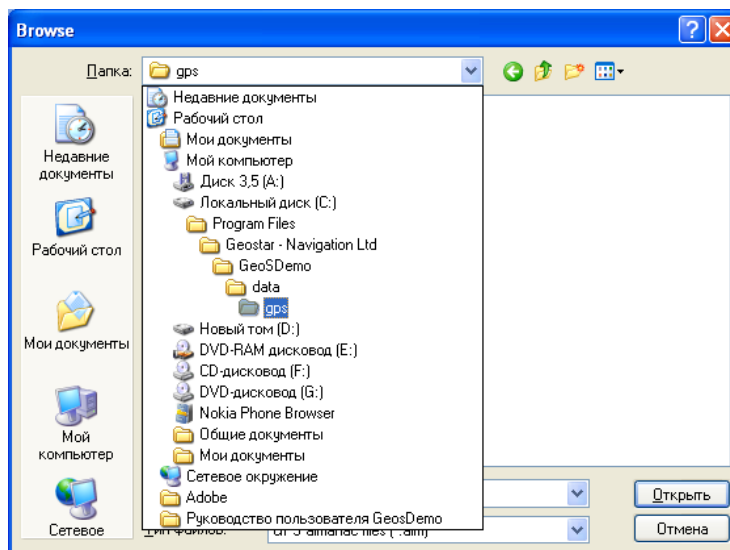 Browse
Папка: gps
Недавние документы
Рабочий стол
Мои документы
Мой компьютер
Диск 3,5 (A:)
Локальный диск (C:)
Program Files
Geostar - Navigation Ltd
GeoSDemo
data
gps
Новый том (D:)
DVD-RAM дисковод (E:)
CD-дисковод (F:)
DVD-дисковод (G:)
Nokia Phone Browser
Общие документы
Мои документы
Сетевое окружение
Adobe
Руководство пользователя GeosDemo
Недавние
документы
Рабочий стол
Мои документы
Мой
компьютер
Сетевое
Открыть
Отмена